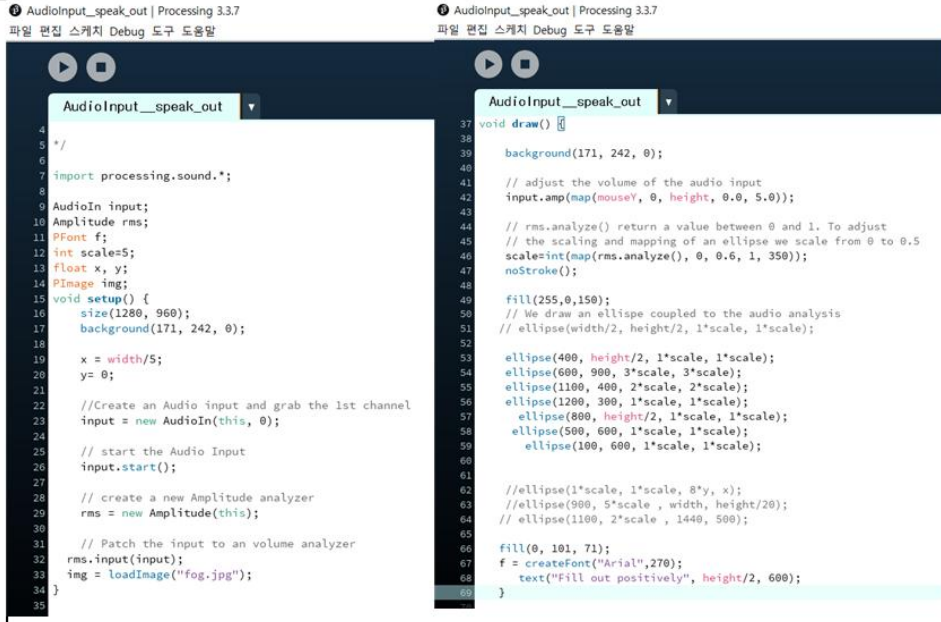 AudioInput__speak_out | Processing 3.3.7
파일 편집 스케치 Debug 도구 도움말
AudioInput__speak_out ▼
4
5 */
6
7 import processing.sound.*;
8
9 AudioIn input;
10 Amplitude rms;
11 PFont f;
12 int scale=5;
13 float x, y;
14 PImage img;
15 void setup() {
16 size(1280, 960);
17 background(171, 242, 0);
18
19 x = width/5;
20 y= 0;
21
22 //Create an Audio input and grab the 1st channel
23 input = new AudioIn(this, 0);
24
25 // start the Audio Input
26 input.start();
27
28 // create a new Amplitude analyzer
29 rms = new Amplitude(this);
30
31 // Patch the input to an volume analyzer
32 rms.input(input);
33 img = loadImage("fog.jpg");
34 }
35
AudioInput__speak_out | Processing 3.3.7
파일 편집 스케치 Debug 도구 도움말
AudioInput__speak_out ▼
37 void draw() {
38
39 background(171, 242, 0);
40
41 // adjust the volume of the audio input
42 input.amp(map(mouseY, 0, height, 0.0, 5.0));
43
44 // rms.analyze() return a value between 0 and 1. To adjust
45 // the scaling and mapping of an ellipse we scale from 0 to 0.5
46 scale=int(map(rms.analyze(), 0, 0.6, 1, 350));
47 noStroke();
48
49 fill(255,0,150);
50 // We draw an ellispe coupled to the audio analysis
51 // ellipse(width/2, height/2, 1*scale, 1*scale);
52
53 ellipse(400, height/2, 1*scale, 1*scale);
54 ellipse(600, 900, 3*scale, 3*scale);
55 ellipse(1100, 400, 2*scale, 2*scale);
56 ellipse(1200, 300, 1*scale, 1*scale);
57 ellipse(800, height/2, 1*scale, 1*scale);
58 ellipse(500, 600, 1*scale, 1*scale);
59 ellipse(100, 600, 1*scale, 1*scale);
60
61
62 //ellipse(1*scale, 1*scale, 8*y, x);
63 //ellipse(900, 5*scale , width, height/20);
64 // ellipse(1100, 2*scale , 1440, 500);
65
66 fill(0, 101, 71);
67 f = createFont("Arial",270);
68 text("Fill out positively", height/2, 600);
69 }